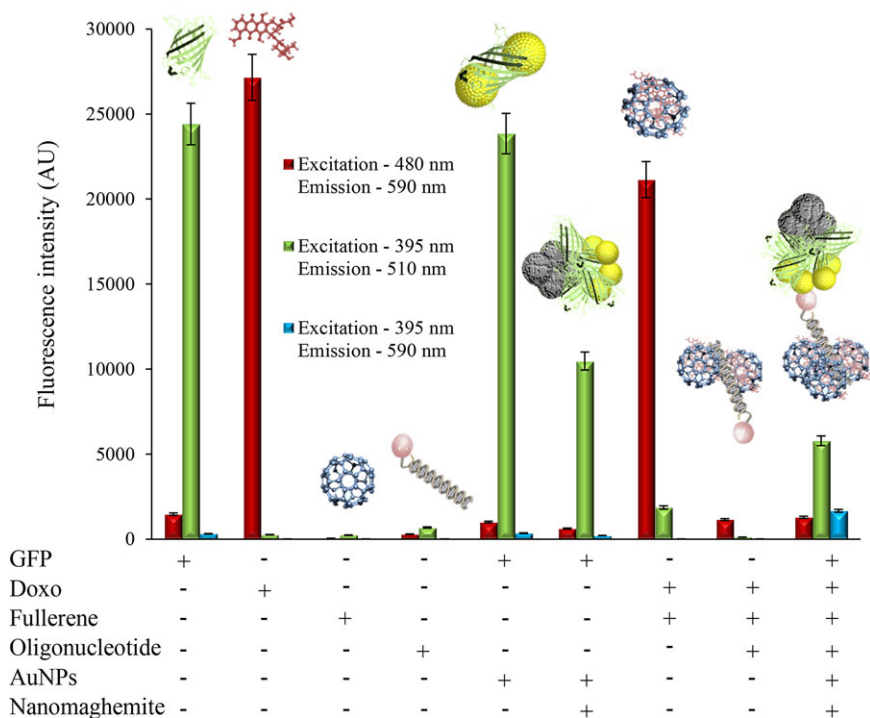 30000
25000
20000
15000
10000
5000
0
Fluorescence intensity (AU)
Excitation - 480 nm
Emission - 590 nm
Excitation - 395 nm
Emission - 510 nm
Excitation - 395 nm
Emission - 590 nm
GFP + - - - + + - - +
Doxo - + - - - - + + +
Fullerene - - + - - - + + +
Oligonucleotide - - - + - - - + +
AuNPs - - - - + + - - +
Nanomaghemite - - - - - + - - +